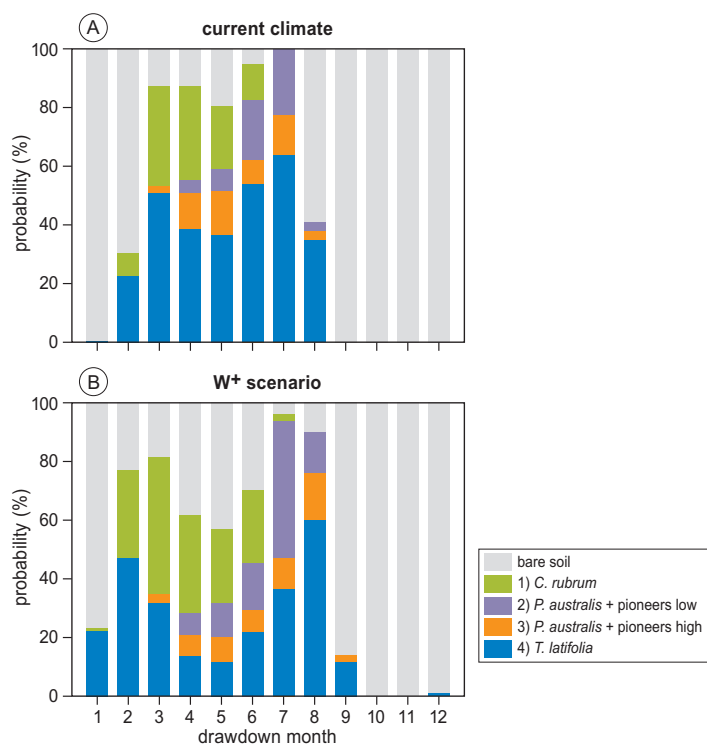 A
current climate
100
80
60
40
20
0
probability (%)
B
W+ scenario
100
80
60
40
20
0
probability (%)
1 2 3 4 5 6 7 8 9 10 11 12
drawdown month
bare soil
1) C. rubrum
2) P. australis + pioneers low
3) P. australis + pioneers high
4) T. latifolia